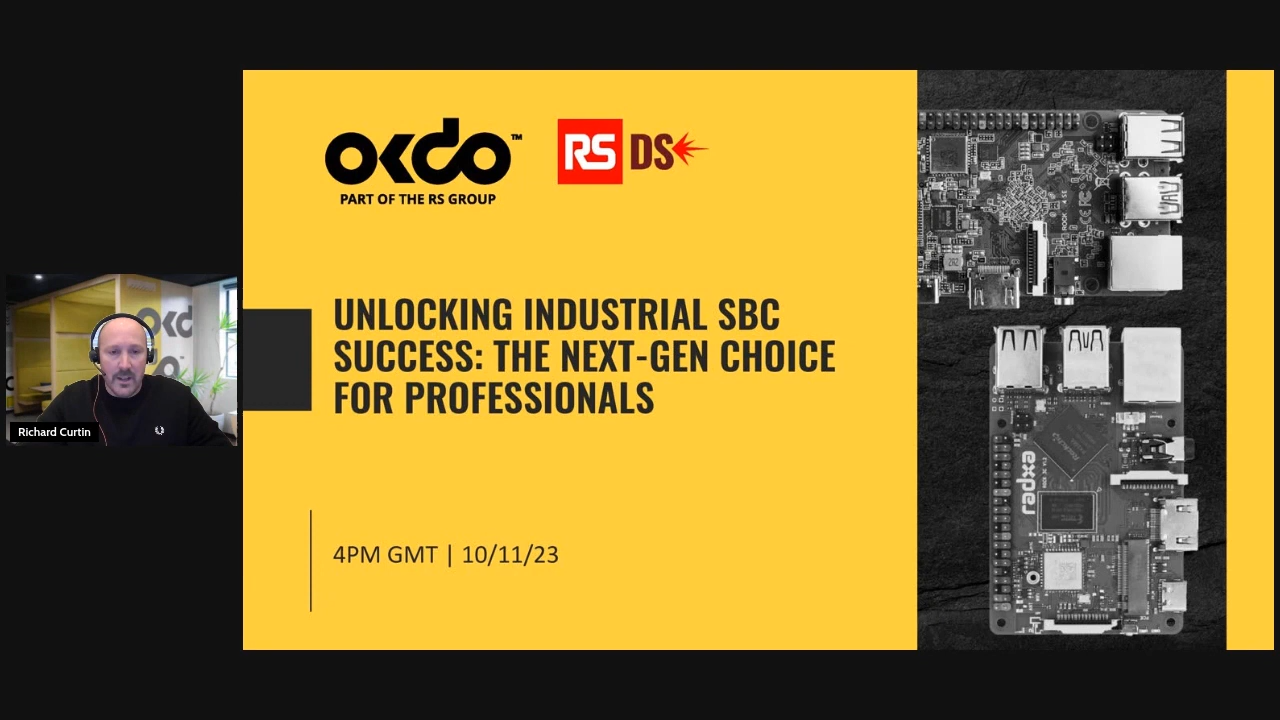 OKdo™
PART OF THE RS GROUP
RS DS
UNLOCKING INDUSTRIAL SBC
SUCCESS: THE NEXT-GEN CHOICE
FOR PROFESSIONALS
4PM GMT | 10/11/23
Richard Curtin
radxa